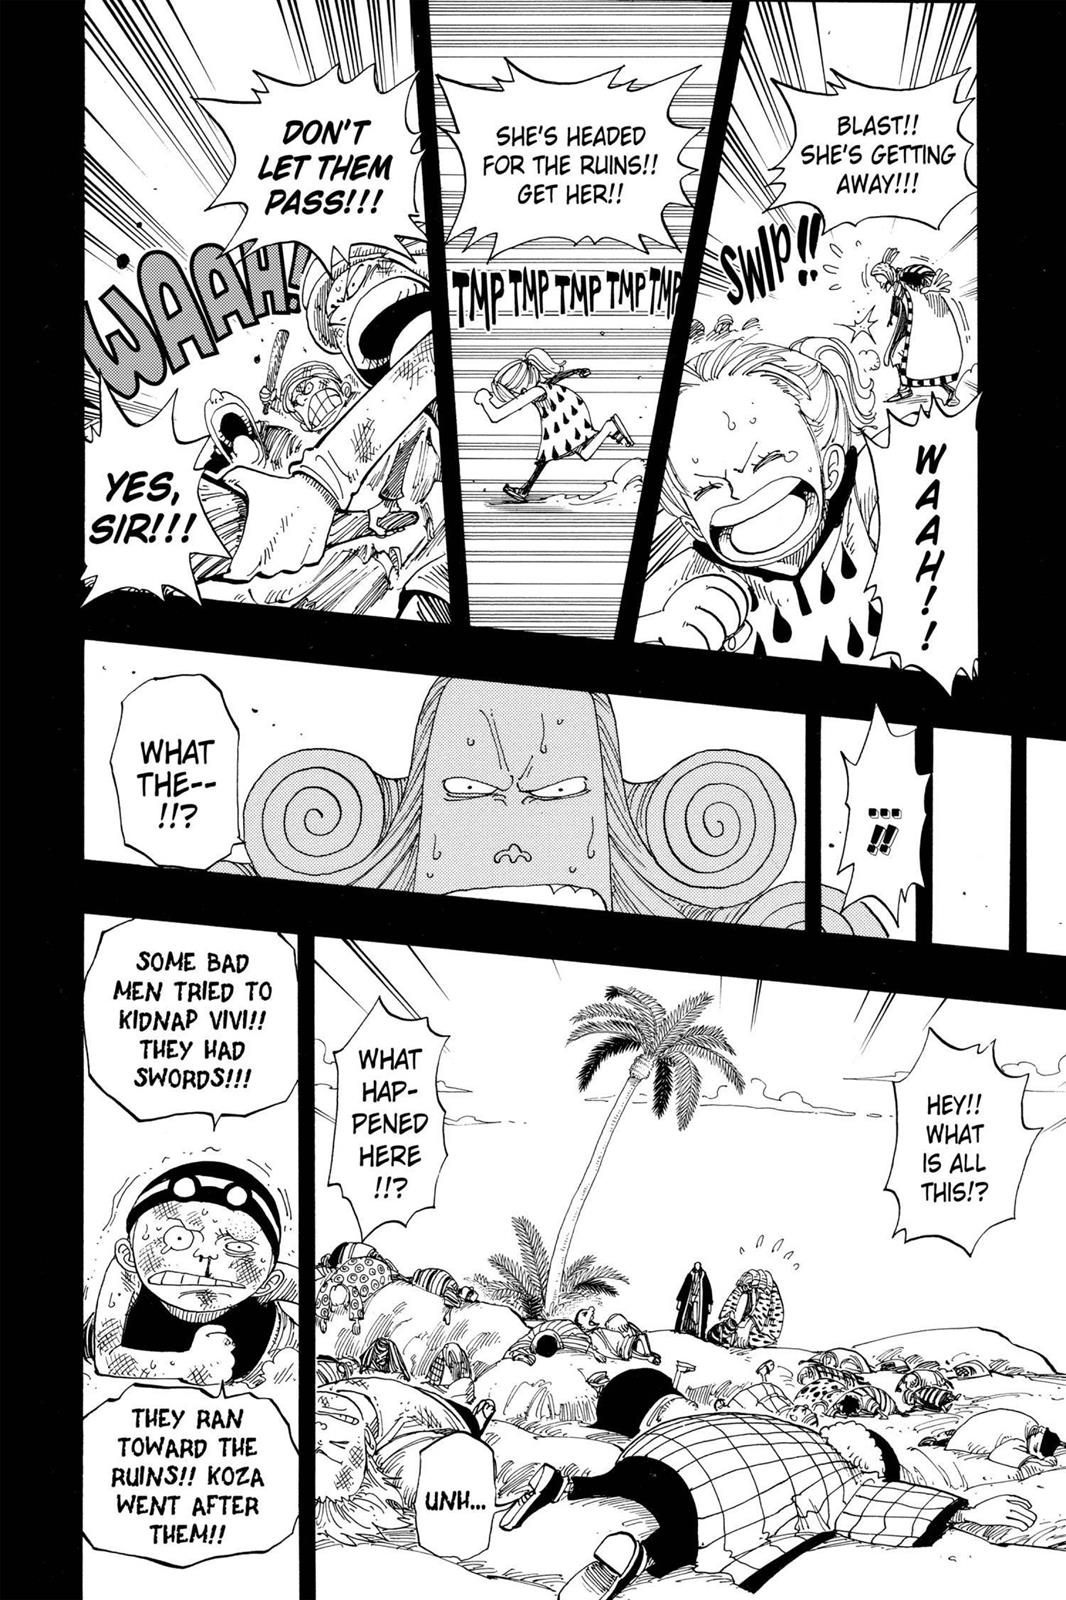 BLAST!!
SHE'S GETTING
AWAY!!!
SWIP!!
WAAH!!
SHE'S HEADED
FOR THE RUINS!!
GET HER!!
TMP TMP TMP TMP TMP
DON'T
LET THEM
PASS!!!
WAAH!
YES,
SIR!!!
...!!
WHAT
THE--
!!?
HEY!!
WHAT
IS ALL
THIS!?
WHAT
HAP-
PENED
HERE
!!?
UNH...
SOME BAD
MEN TRIED TO
KIDNAP VIVI!!
THEY HAD
SWORDS!!!
THEY RAN
TOWARD THE
RUINS!! KOZA
WENT AFTER
THEM!!